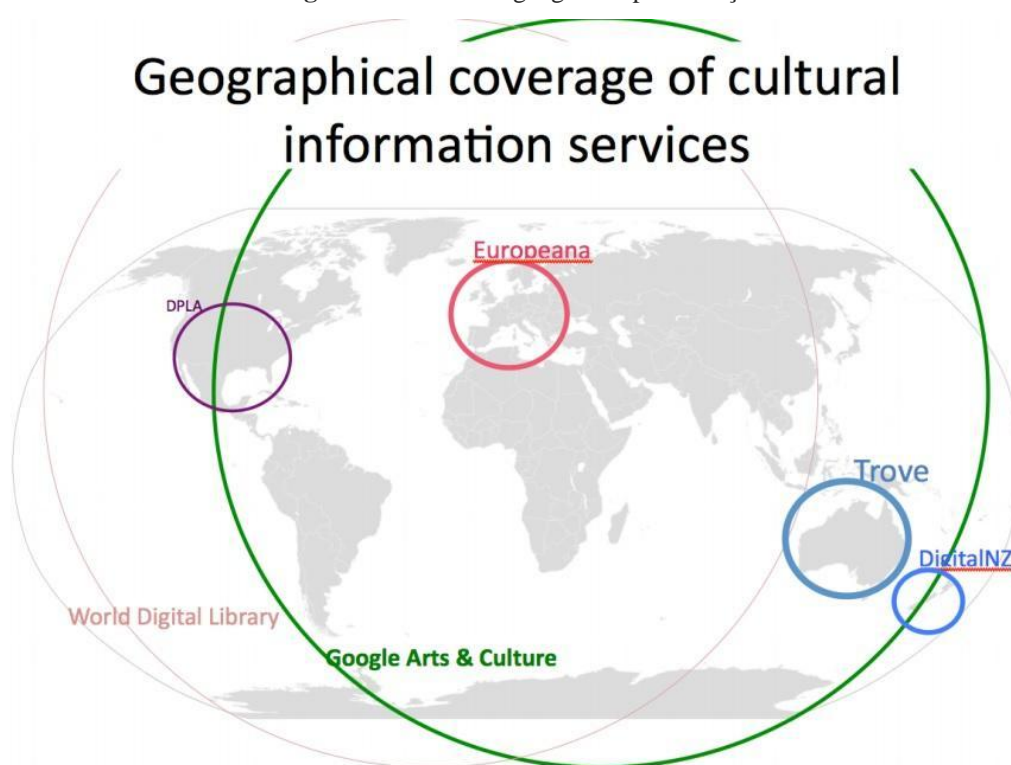 Geographical coverage of cultural
information services
Europeana
DPLA
Trove
DigitalNZ
World Digital Library
Google Arts & Culture